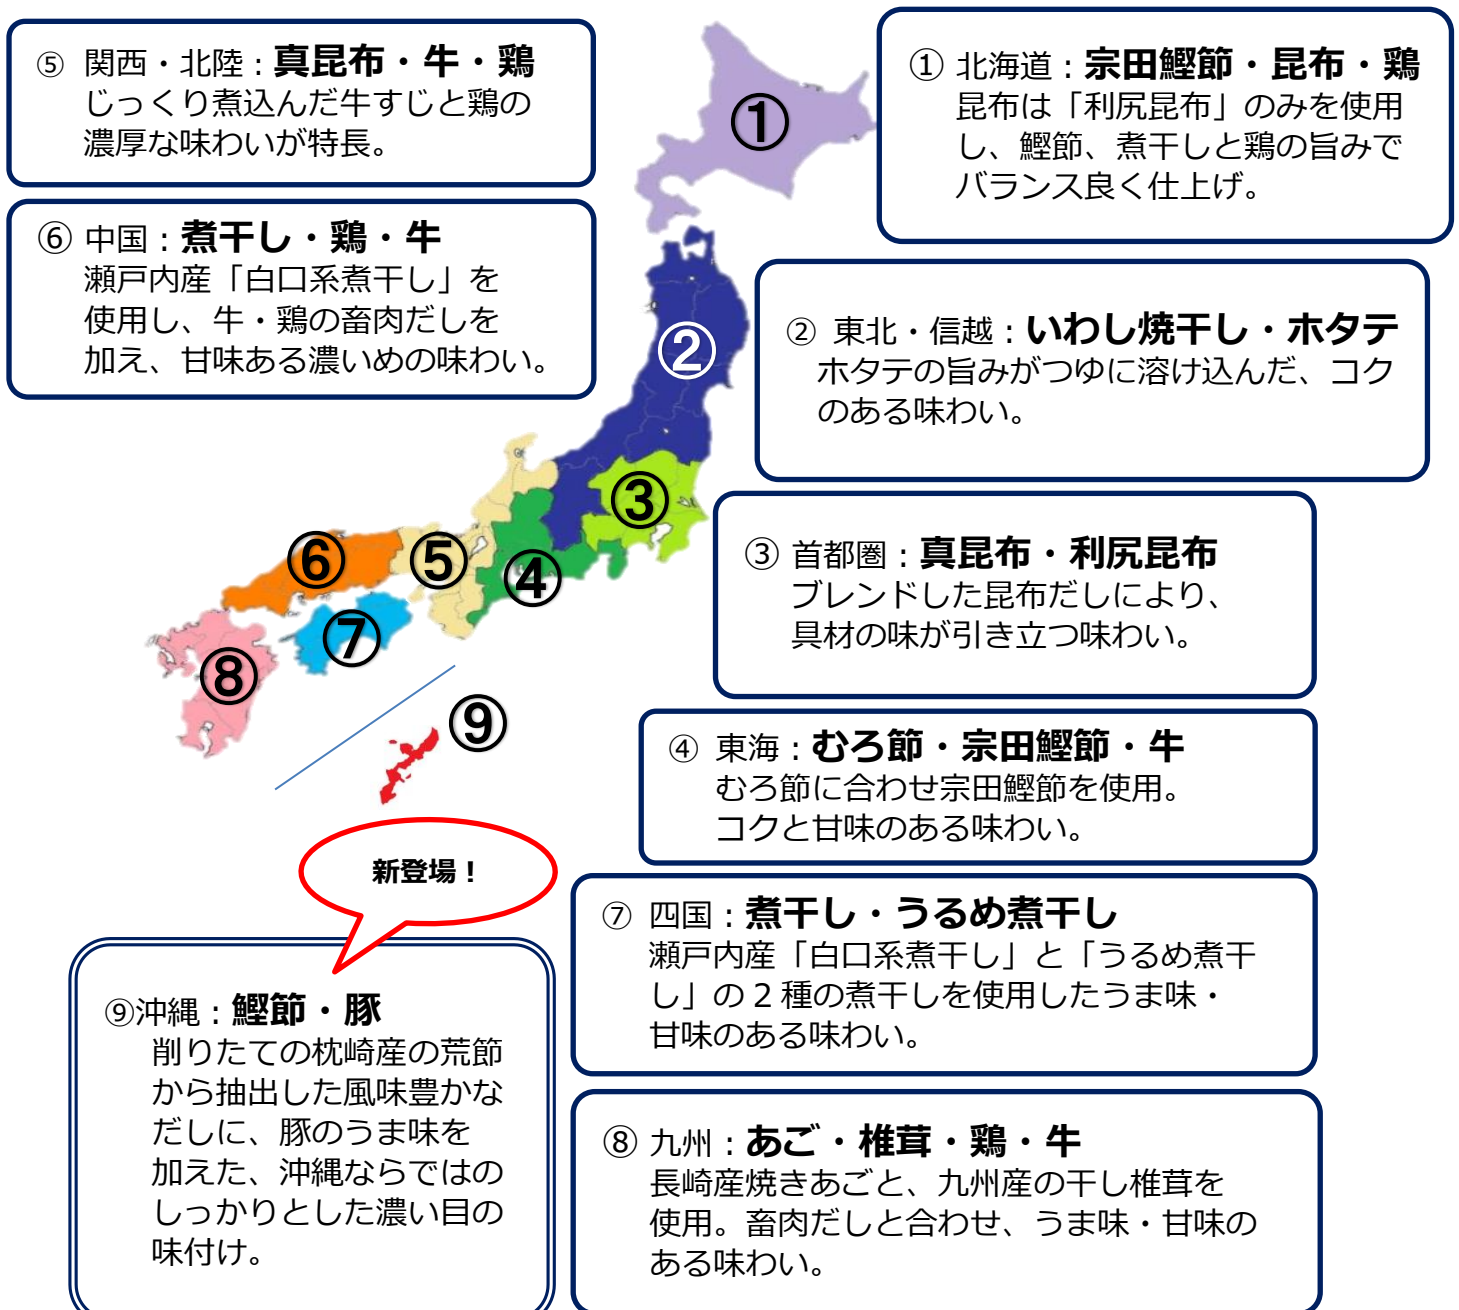 ⑤ 関西・北陸：真昆布・牛・鶏
じっくり煮込んだ牛すじと鶏の
濃厚な味わいが特長。
⑥ 中国：煮干し・鶏・牛
瀬戸内産「白口系煮干し」を
使用し、牛・鶏の畜肉だしを
加え、甘味ある濃いめの味わい。
① 北海道：宗田鰹節・昆布・鶏
昆布は「利尻昆布」のみを使用
し、鰹節、煮干しと鶏の旨みで
バランス良く仕上げ。
② 東北・信越：いわし焼干し・ホタテ
ホタテの旨みがつゆに溶け込んだ、コク
のある味わい。
③ 首都圏：真昆布・利尻昆布
ブレンドした昆布だしにより、
具材の味が引き立つ味わい。
④ 東海：むろ節・宗田鰹節・牛
むろ節に合わせ宗田鰹節を使用。
コクと甘味のある味わい。
⑦ 四国：煮干し・うるめ煮干し
瀬戸内産「白口系煮干し」と「うるめ煮干
し」の２種の煮干しを使用したうま味・
甘味のある味わい。
⑧ 九州：あご・椎茸・鶏・牛
長崎産焼きあごと、九州産の干し椎茸を
使用。畜肉だしと合わせ、うま味・甘味の
ある味わい。
新登場！
⑨沖縄：鰹節・豚
削りたての枕崎産の荒節
から抽出した風味豊かな
だしに、豚のうま味を
加えた、沖縄ならではの
しっかりとした濃い目の
味付け。
①
②
③
④
⑤
⑥
⑦
⑧
⑨